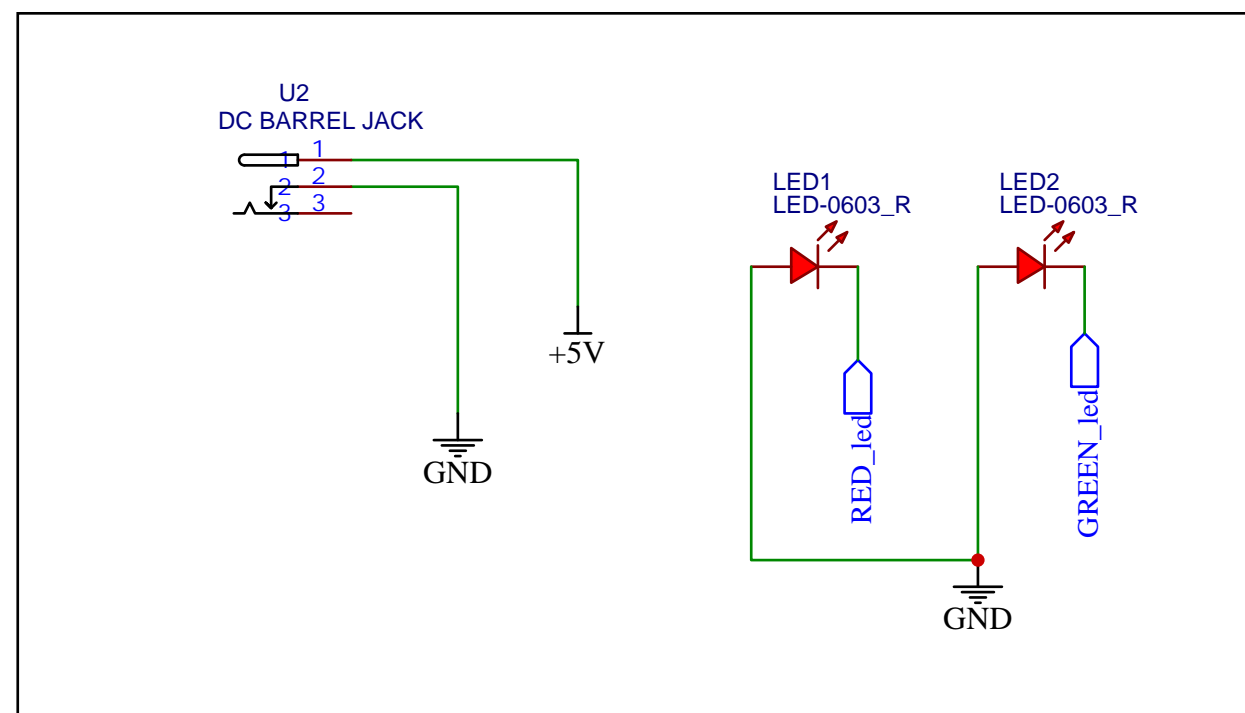 U2
DC BARREL JACK
1 1
2 2
3 3
+5V
GND
LED1
LED-0603_R
RED_led
LED2
LED-0603_R
GREEN_led
GND